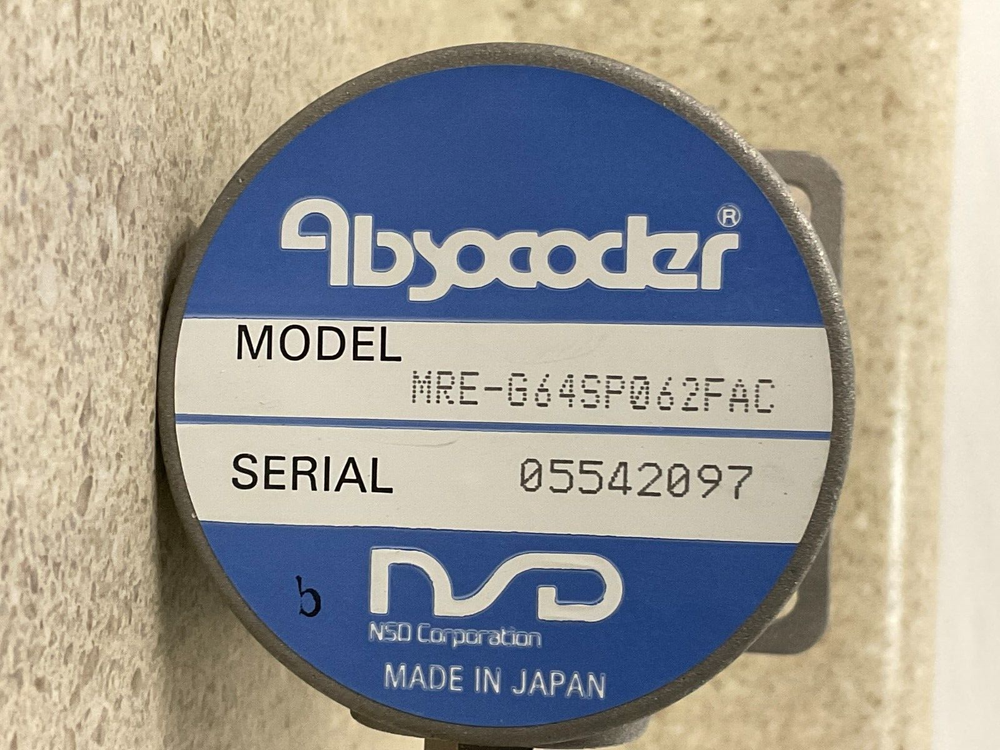 Absocoder®
MODEL
MRE-G64SP062FAC
SERIAL 05542097
b
NSD
NSD Corporation
MADE IN JAPAN